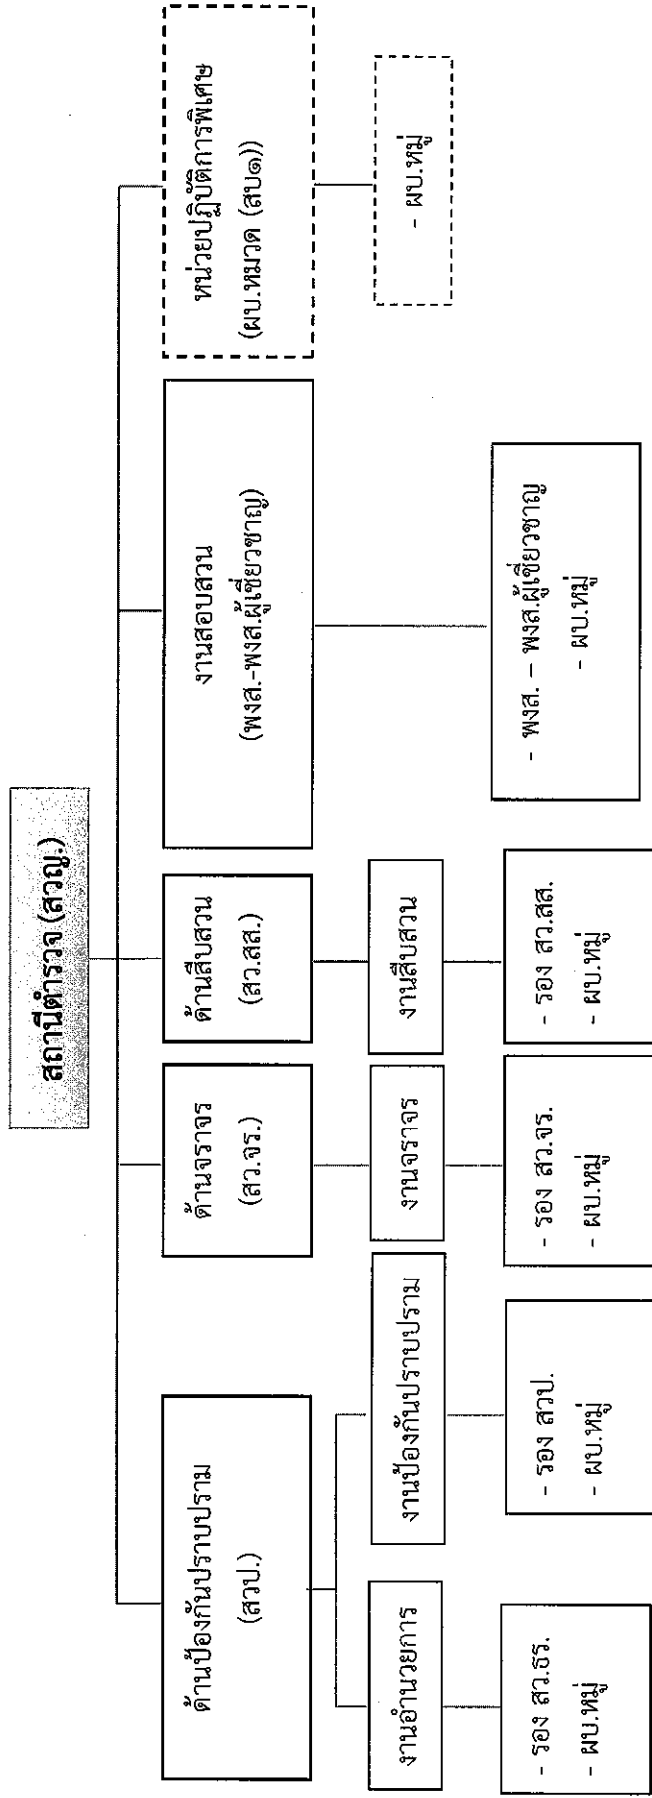 สถานีตำรวจ (สวญ.)
ด้านป้องกันปราบปราม
(สวป.)
ด้านจราจร
(สว.จร.)
ด้านสืบสวน
(สว.สส.)
งานสอบสวน
(พงส.-พงส.ผู้เชี่ยวชาญ)
หน่วยปฏิบัติการพิเศษ
(ผบ.หมวด (สบ๑))
งานอำนวยการ
งานป้องกันปราบปราม
งานจราจร
งานสืบสวน
- ผบ.หมู่
- รอง สว.ธร.
- ผบ.หมู่
- รอง สวป.
- ผบ.หมู่
- รอง สว.จร.
- ผบ.หมู่
- รอง สว.สส.
- ผบ.หมู่
- พงส. – พงส.ผู้เชี่ยวชาญ
- ผบ.หมู่